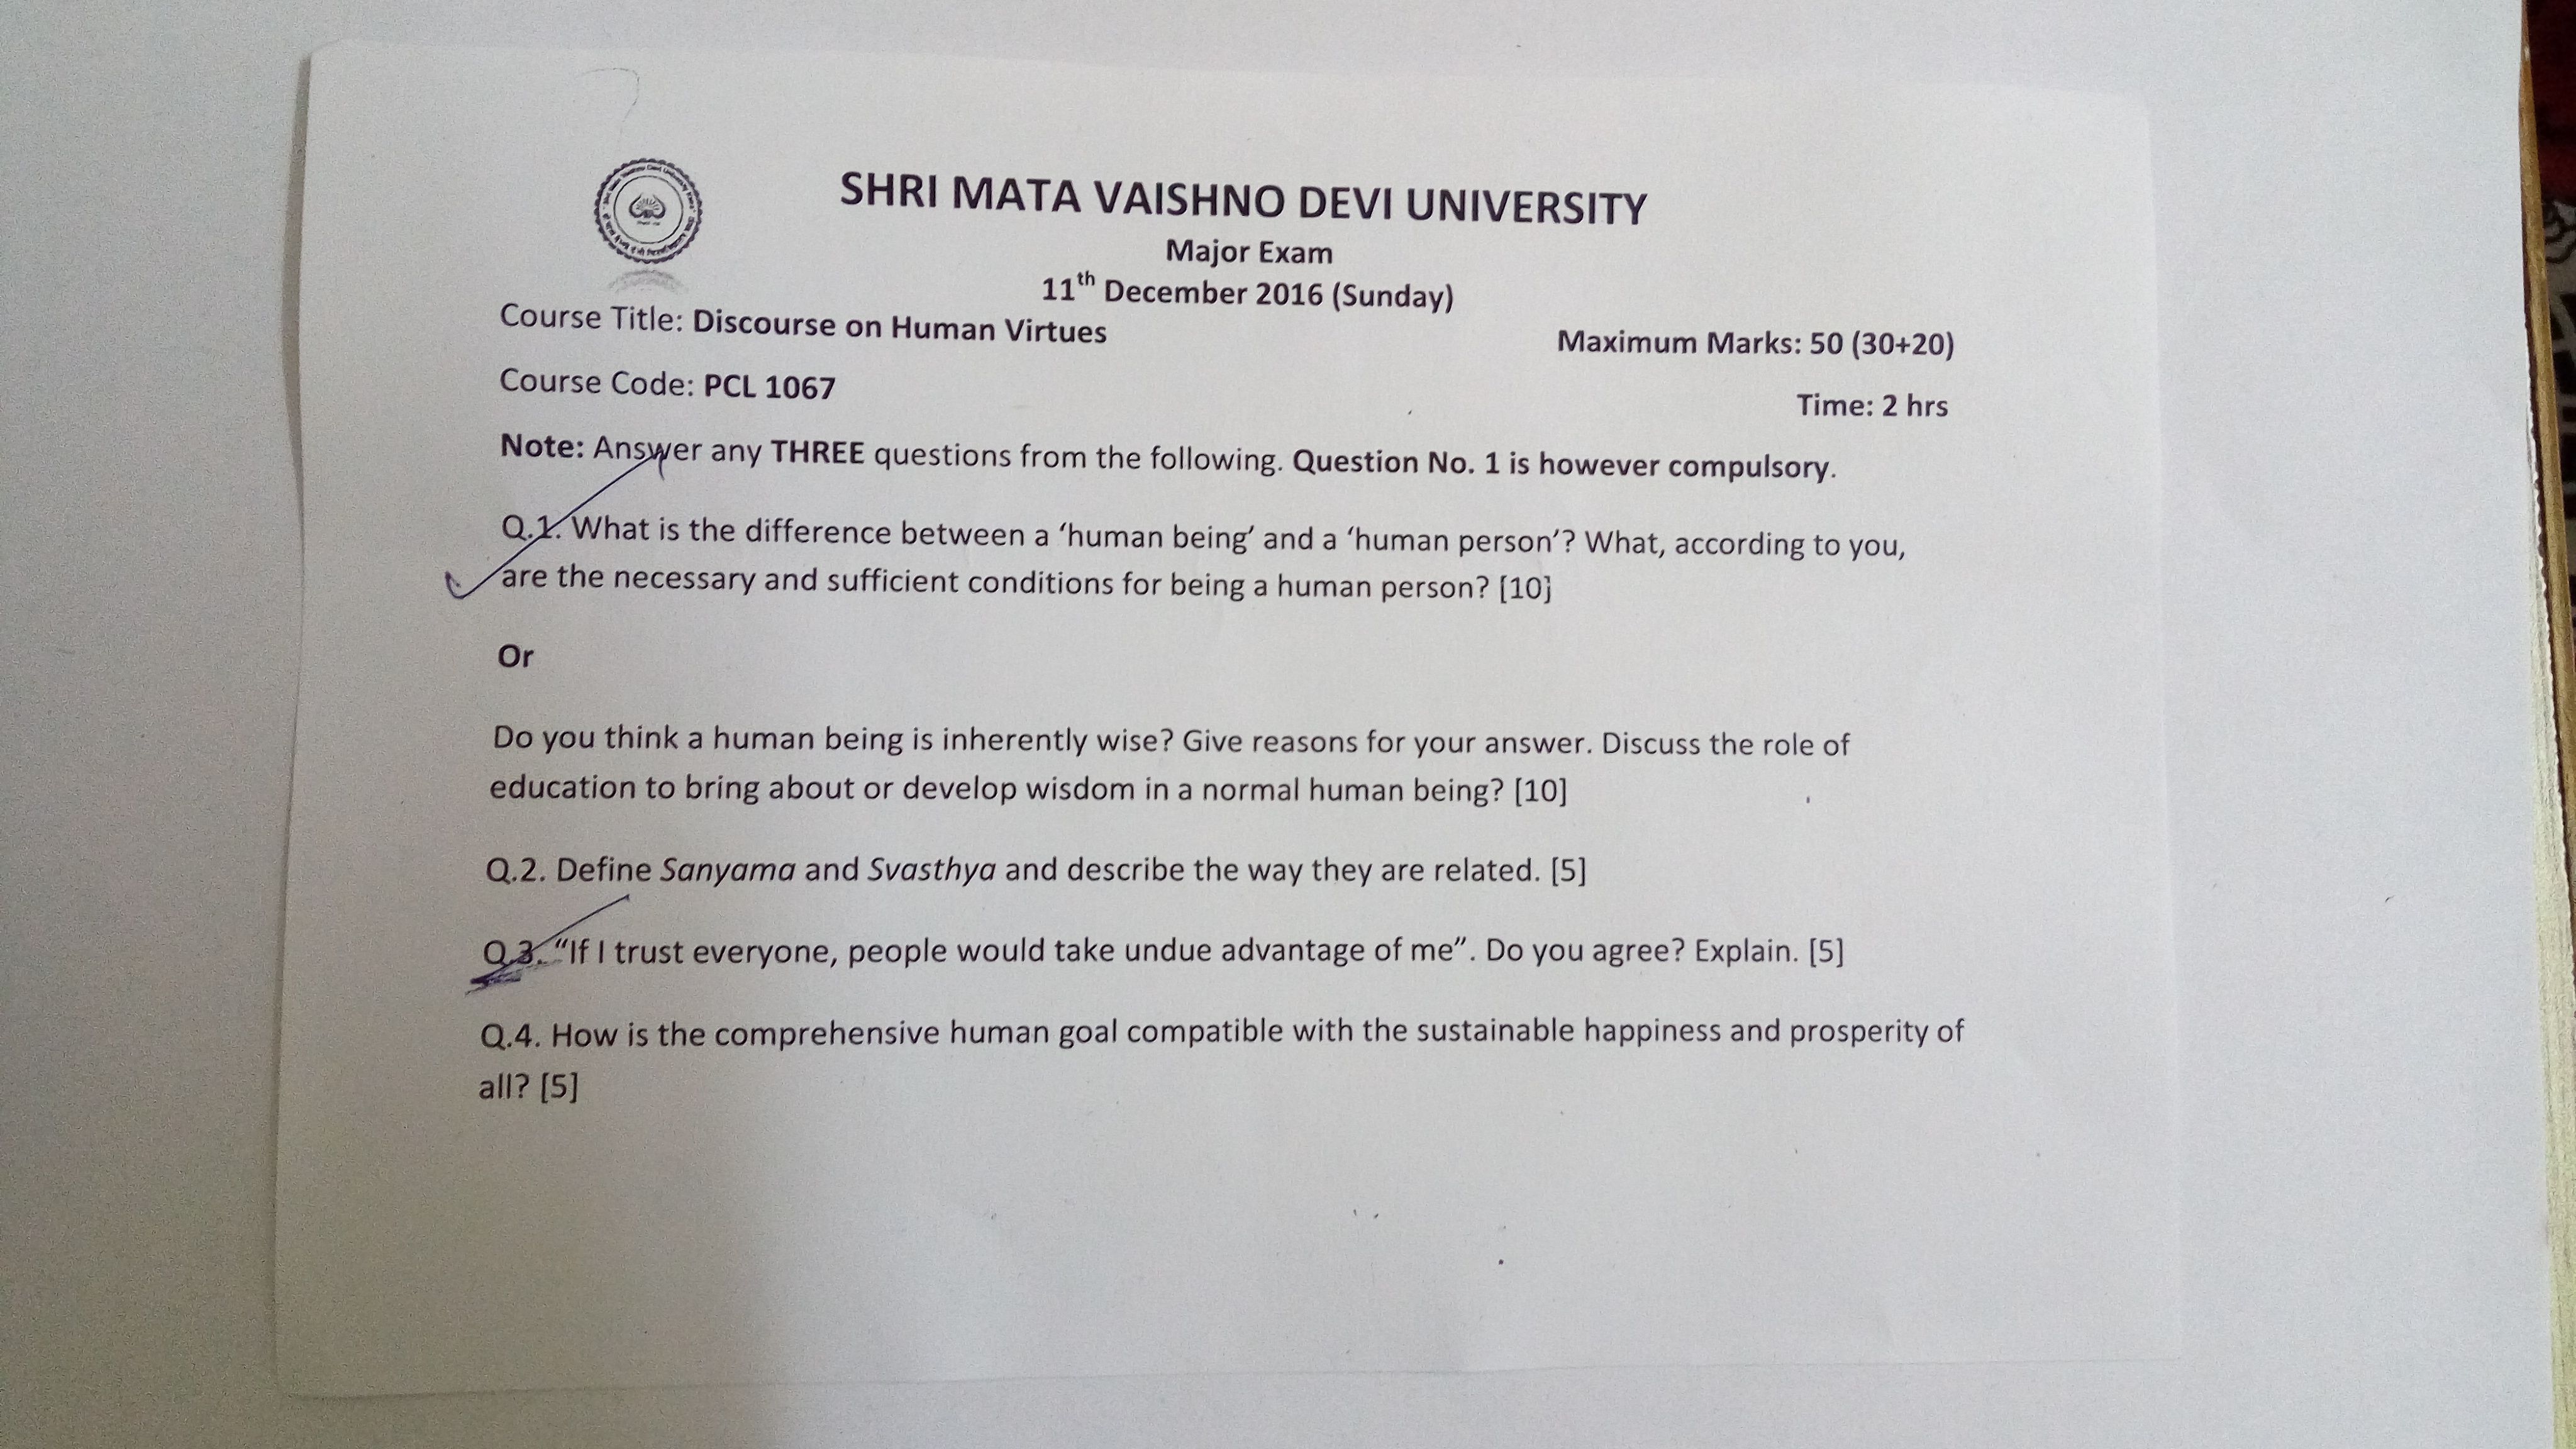 SHRI MATA VAISHNO DEVI UNIVERSITY
Major Exam
11th December 2016 (Sunday)
Course Title: Discourse on Human Virtues
Maximum Marks: 50 (30+20)
Course Code: PCL 1067
Time: 2 hrs
Note: Answer any THREE questions from the following. Question No. 1 is however compulsory.
Q.1. What is the difference between a ‘human being’ and a ‘human person’? What, according to you,
are the necessary and sufficient conditions for being a human person? [10]
Or
Do you think a human being is inherently wise? Give reasons for your answer. Discuss the role of
education to bring about or develop wisdom in a normal human being? [10]
Q.2. Define Sanyama and Svasthya and describe the way they are related. [5]
Q.3. “If I trust everyone, people would take undue advantage of me”. Do you agree? Explain. [5]
Q.4. How is the comprehensive human goal compatible with the sustainable happiness and prosperity of
all? [5]